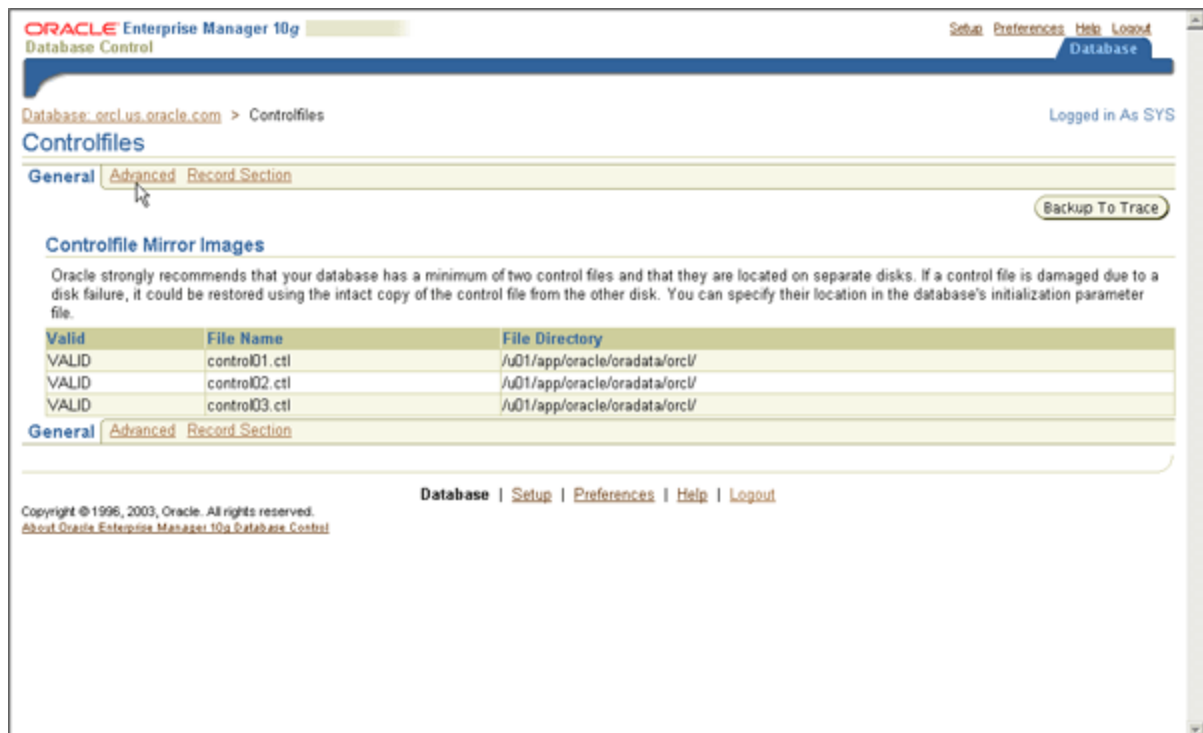 ORACLE Enterprise Manager 10g
Database Control
Setup Preferences Help Logout
Database
Database: orcl.us.oracle.com > Controlfiles
Logged in As SYS
Controlfiles
General Advanced Record Section
Backup To Trace
Controlfile Mirror Images
Oracle strongly recommends that your database has a minimum of two control files and that they are located on separate disks. If a control file is damaged due to a
disk failure, it could be restored using the intact copy of the control file from the other disk. You can specify their location in the database's initialization parameter
file.
Valid File Name File Directory
VALID control01.ctl /u01/app/oracle/oradata/orcl/
VALID control02.ctl /u01/app/oracle/oradata/orcl/
VALID control03.ctl /u01/app/oracle/oradata/orcl/
General Advanced Record Section
Database | Setup | Preferences | Help | Logout
Copyright © 1996, 2003, Oracle. All rights reserved.
About Oracle Enterprise Manager 10g Database Control